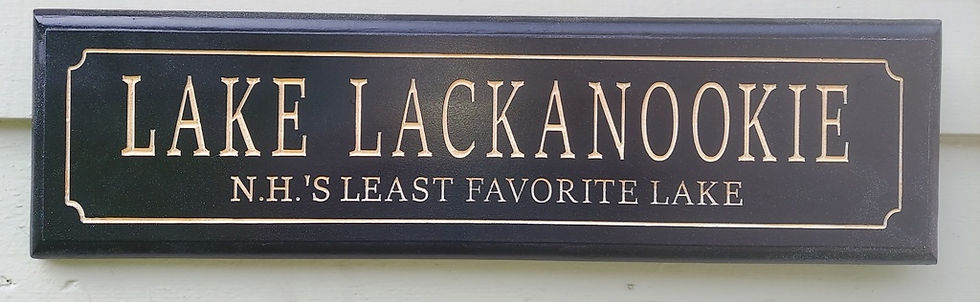 LAKE LACKANOOKIE
N.H.'S LEAST FAVORITE LAKE